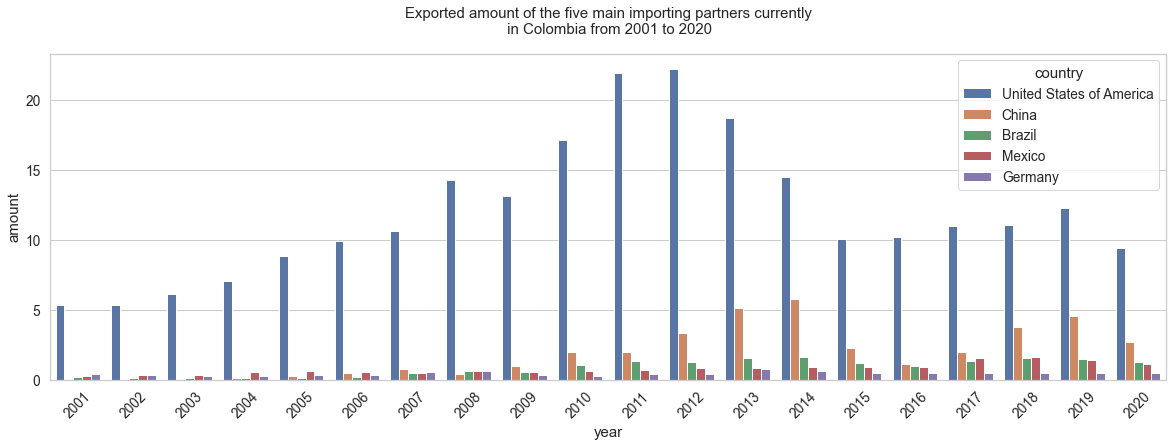 Exported amount of the five main importing partners currently
in Colombia from 2001 to 2020
country
United States of America
China
Brazil
Mexico
Germany
amount
20
15
10
5
0
2001 2002 2003 2004 2005 2006 2007 2008 2009 2010 2011 2012 2013 2014 2015 2016 2017 2018 2019 2020
year